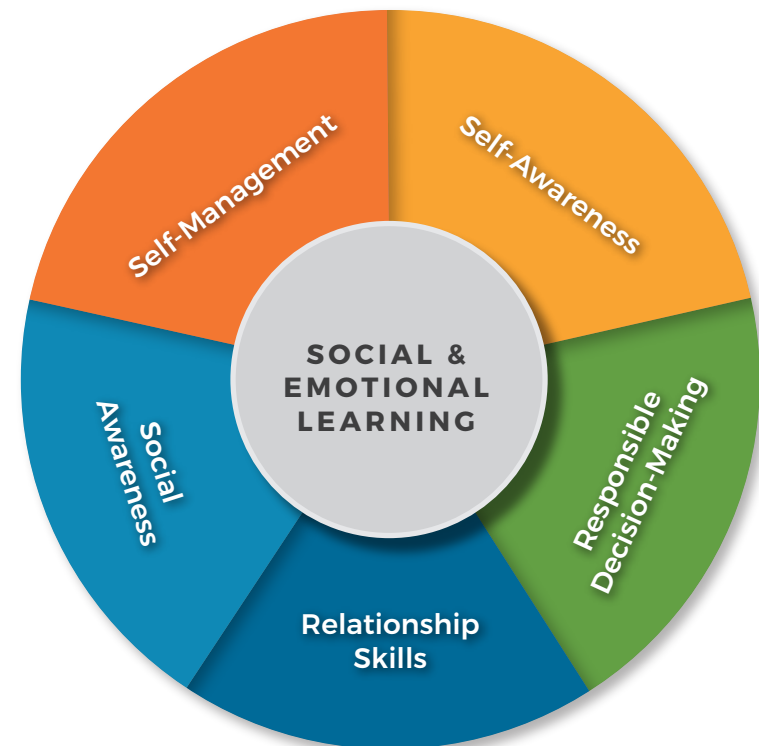 Self-Management
Self-Awareness
SOCIAL &
EMOTIONAL
LEARNING
Social
Awareness
Responsible
Decision-Making
Relationship
Skills